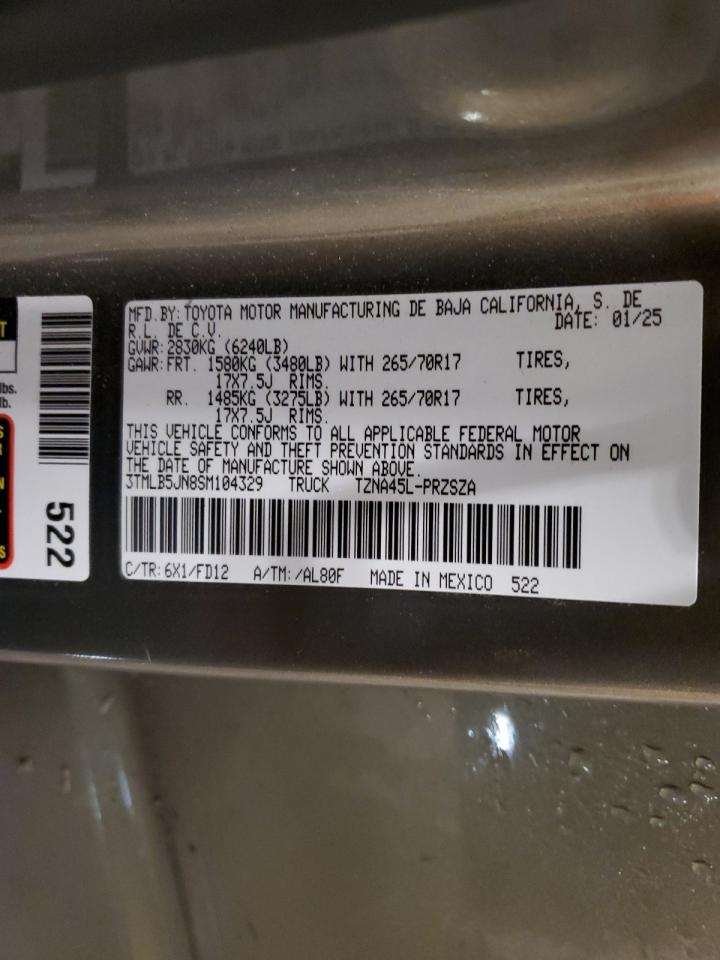 MFD. BY: TOYOTA MOTOR MANUFACTURING DE BAJA CALIFORNIA, S. DE
R.L. DE C.V. DATE: 01/25
GVWR: 2830KG (6240LB)
GAWR: FRT. 1580KG (3480LB) WITH 265/70R17 TIRES,
17X7.5J RIMS.
RR. 1485KG (3275LB) WITH 265/70R17 TIRES,
17X7.5J RIMS.
THIS VEHICLE CONFORMS TO ALL APPLICABLE FEDERAL MOTOR
VEHICLE SAFETY AND THEFT PREVENTION STANDARDS IN EFFECT ON
THE DATE OF MANUFACTURE SHOWN ABOVE.
3TMLB5JN8SM104329 TRUCK TZNA45L-PRZSZA
C/TR: 6X1/FD12 A/TM: /AL80F MADE IN MEXICO 522
T
lbs.
lb.
S
R
N
S
522